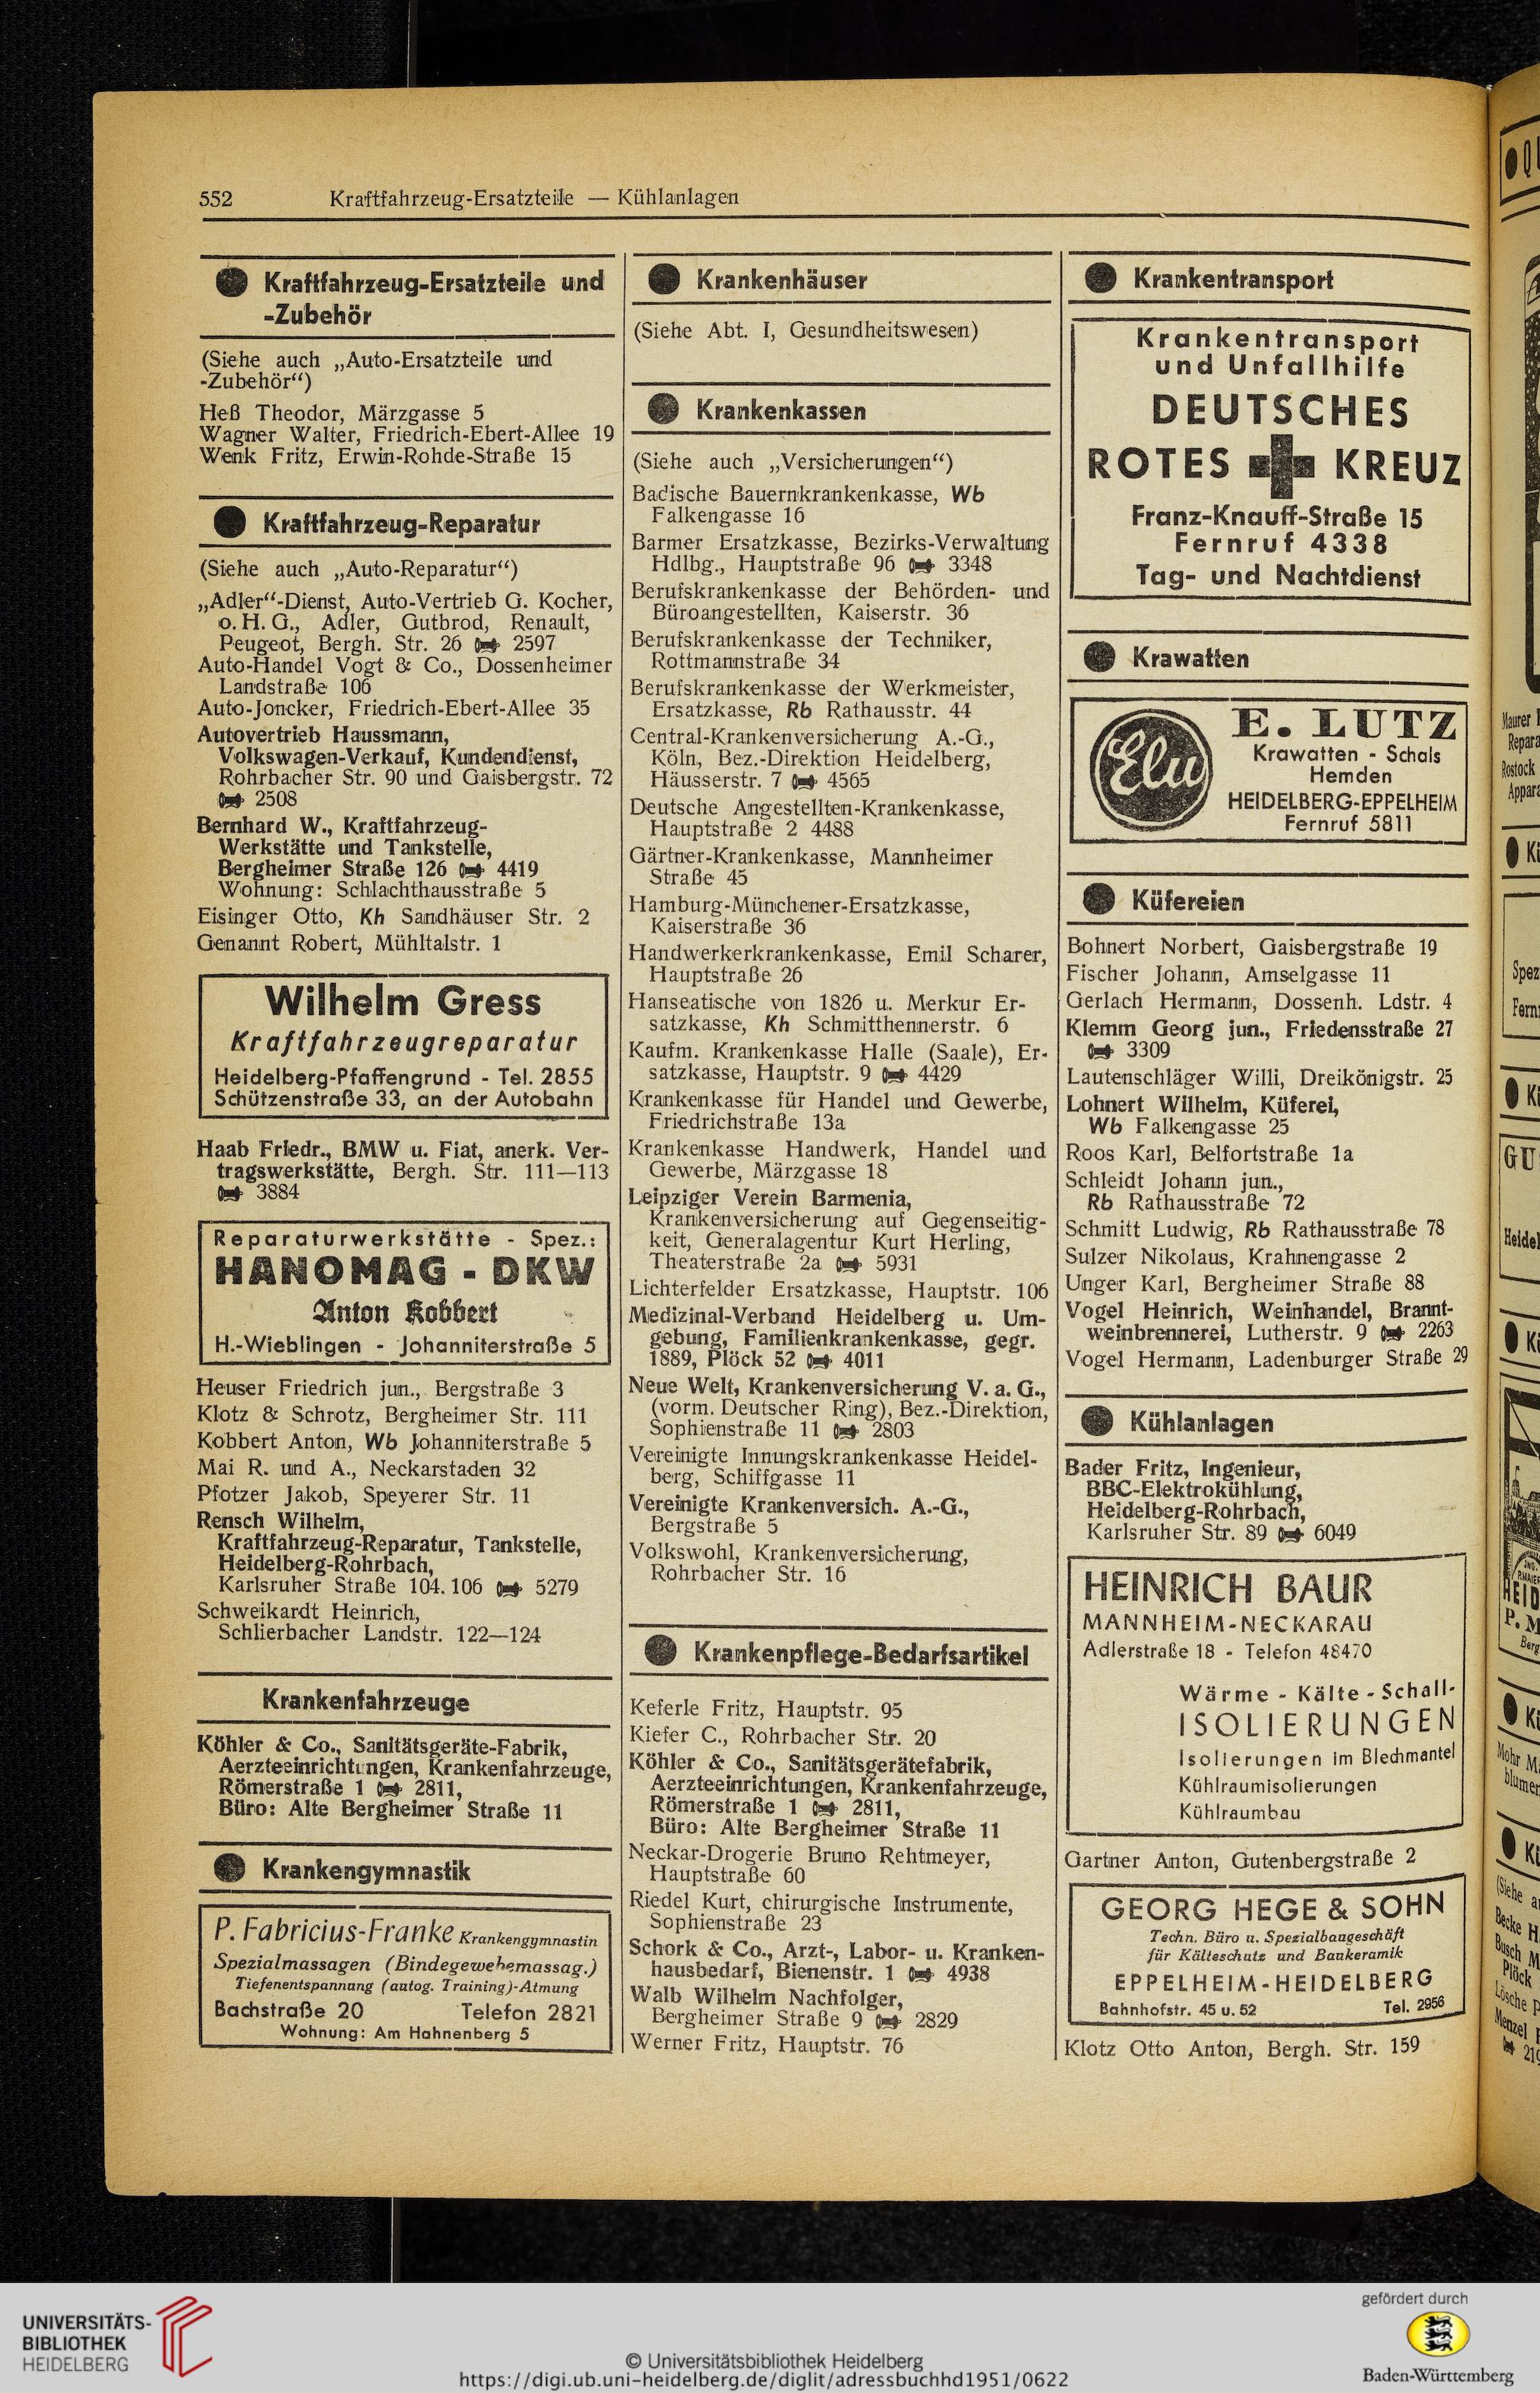 552 Kraftfahrzeug-Ersatzteile — Kühlanlagen
Kraftfahrzeug-Ersatzteile und
-Zubehör
(Siehe auch „Auto-Ersatzteile und
-Zubehör“)
Heß Theodor, Märzgasse 5
Wagner Walter, Friedrich-Ebert-Allee 19
Wenk Fritz, Erwin-Rohde-Straße 15
Kraftfahrzeug-Reparatur
(Siehe auch „Auto-Reparatur“)
„Adler“-Dienst, Auto-Vertrieb G. Kocher,
o. H. G., Adler, Gutbrod, Renault,
Peugeot, Bergh. Str. 26 2597
Auto-Handel Vogt & Co., Dossenheimer
Landstraße 106
Auto-Joncker, Friedrich-Ebert-Allee 35
Autovertrieb Haussmann,
Volkswagen-Verkauf, Kundendienst,
Rohrbacher Str. 90 und Gaisbergstr. 72
2508
Bernhard W., Kraftfahrzeug-
Werkstätte und Tankstelle,
Bergheimer Straße 126 4419
Wohnung: Schlachthausstraße 5
Eisinger Otto, Kh Sandhäuser Str. 2
Genannt Robert, Mühltalstr. 1
Wilhelm Gress
Kraftfahrzeugreparatur
Heidelberg-Pfaffengrund - Tel. 2855
Schützenstraße 33, an der Autobahn
Haab Friedr., BMW u. Fiat, anerk. Ver-
tragswerkstätte, Bergh. Str. 111—113
3884
Reparaturwerkstätte - Spez.:
HANOMAG - DKW
Anton Kobbert
H.-Wieblingen - Johanniterstraße 5
Heuser Friedrich jun., Bergstraße 3
Klotz & Schrotz, Bergheimer Str. 111
Kobbert Anton, Wb Johanniterstraße 5
Mai R. und A., Neckarstaden 32
Pfotzer Jakob, Speyerer Str. 11
Rensch Wilhelm,
Kraftfahrzeug-Reparatur, Tankstelle,
Heidelberg-Rohrbach,
Karlsruher Straße 104. 106 5279
Schweikardt Heinrich,
Schlierbacher Landstr. 122—124
Krankenfahrzeuge
Köhler & Co., Sanitätsgeräte-Fabrik,
Aerzteeinrichtungen, Krankenfahrzeuge,
Römerstraße 1 2811,
Büro: Alte Bergheimer Straße 11
Krankengymnastik
P. Fabricius-Franke Krankengymnastin
Spezialmassagen (Bindegewebemassag.)
Tiefenentspannung (autog. Training)-Atmung
Bachstraße 20 Telefon 2821
Wohnung: Am Hahnenberg 5
Krankenhäuser
(Siehe Abt. I, Gesundheitswesen)
Krankenkassen
(Siehe auch „Versicherungen“)
Badische Bauernkrankenkasse, Wb
Falkengasse 16
Barmer Ersatzkasse, Bezirks-Verwaltung
Hdlbg., Hauptstraße 96 3348
Berufskrankenkasse der Behörden- und
Büroangestellten, Kaiserstr. 36
Berufskrankenkasse der Techniker,
Rottmannstraße 34
Berufskrankenkasse der Werkmeister,
Ersatzkasse, Rb Rathausstr. 44
Central-Krankenversicherung A.-G.,
Köln, Bez.-Direktion Heidelberg,
Häusserstr. 7 4565
Deutsche Angestellten-Krankenkasse,
Hauptstraße 2 4488
Gärtner-Krankenkasse, Mannheimer
Straße 45
Hamburg-Münchener-Ersatzkasse,
Kaiserstraße 36
Handwerkerkrankenkasse, Emil Scharer,
Hauptstraße 26
Hanseatische von 1826 u. Merkur Er-
satzkasse, Kh Schmitthennerstr. 6
Kaufm. Krankenkasse Halle (Saale), Er-
satzkasse, Hauptstr. 9 4429
Krankenkasse für Handel und Gewerbe,
Friedrichstraße 13a
Krankenkasse Handwerk, Handel und
Gewerbe, Märzgasse 18
Leipziger Verein Barmenia,
Krankenversicherung auf Gegenseitig-
keit, Generalagentur Kurt Herling,
Theaterstraße 2a 5931
Lichterfelder Ersatzkasse, Hauptstr. 106
Medizinal-Verband Heidelberg u. Um-
gebung, Familienkrankenkasse, gegr.
1889, Plöck 52 4011
Neue Welt, Krankenversicherung V. a. G.,
(vorm. Deutscher Ring), Bez.-Direktion,
Sophienstraße 11 2803
Vereinigte Innungskrankenkasse Heidel-
berg, Schiffgasse 11
Vereinigte Krankenversich. A.-G.,
Bergstraße 5
Volkswohl, Krankenversicherung,
Rohrbacher Str. 16
Krankenpflege-Bedarfsartikel
Keferle Fritz, Hauptstr. 95
Kiefer C., Rohrbacher Str. 20
Köhler & Co., Sanitätsgerätefabrik,
Aerzteeinrichtungen, Krankenfahrzeuge,
Römerstraße 1 2811,
Büro: Alte Bergheimer Straße 11
Neckar-Drogerie Bruno Rehtmeyer,
Hauptstraße 60
Riedel Kurt, chirurgische Instrumente,
Sophienstraße 23
Schork & Co., Arzt-, Labor- u. Kranken-
hausbedarf, Bienenstr. 1 4938
Walb Wilhelm Nachfolger,
Bergheimer Straße 9 2829
Werner Fritz, Hauptstr. 76
Krankentransport
Krankentransport
und Unfallhilfe
DEUTSCHES
ROTES KREUZ
Franz-Knauff-Straße 15
Fernruf 4338
Tag- und Nachtdienst
Krawatten
Elu
E. LUTZ
Krawatten - Schals
Hemden
HEIDELBERG-EPPELHEIM
Fernruf 5811
Küfereien
Bohnert Norbert, Gaisbergstraße 19
Fischer Johann, Amselgasse 11
Gerlach Hermann, Dossenh. Ldstr. 4
Klemm Georg jun., Friedensstraße 27
3309
Lautenschläger Willi, Dreikönigstr. 25
Lohnert Wilhelm, Küferei,
Wb Falkengasse 25
Roos Karl, Belfortstraße 1a
Schleidt Johann jun.,
Rb Rathausstraße 72
Schmitt Ludwig, Rb Rathausstraße 78
Sulzer Nikolaus, Krahnengasse 2
Unger Karl, Bergheimer Straße 88
Vogel Heinrich, Weinhandel, Brannt-
weinbrennerei, Lutherstr. 9 2263
Vogel Hermann, Ladenburger Straße 29
Kühlanlagen
Bader Fritz, Ingenieur,
BBC-Elektrokühlung,
Heidelberg-Rohrbach,
Karlsruher Str. 89 6049
HEINRICH BAUR
MANNHEIM-NECKARAU
Adlerstraße 18 - Telefon 48470
Wärme - Kälte - Schall-
ISOLIERUNGEN
Isolierungen im Blechmantel
Kühlraumisolierungen
Kühlraumbau
Gartner Anton, Gutenbergstraße 2
GEORG HEGE & SOHN
Techn. Büro u. Spezialbaugeschäft
für Kälteschutz und Baukeramik
EPPELHEIM-HEIDELBERG
Bahnhofstr. 45 u. 52 Tel. 2956
Klotz Otto Anton, Bergh. Str. 159
UNIVERSITÄTS-
BIBLIOTHEK
HEIDELBERG
© Universitätsbibliothek Heidelberg
https://digi.ub.uni-heidelberg.de/diglit/adressbuchhd1951/0622
gefördert durch
Baden-Württemberg